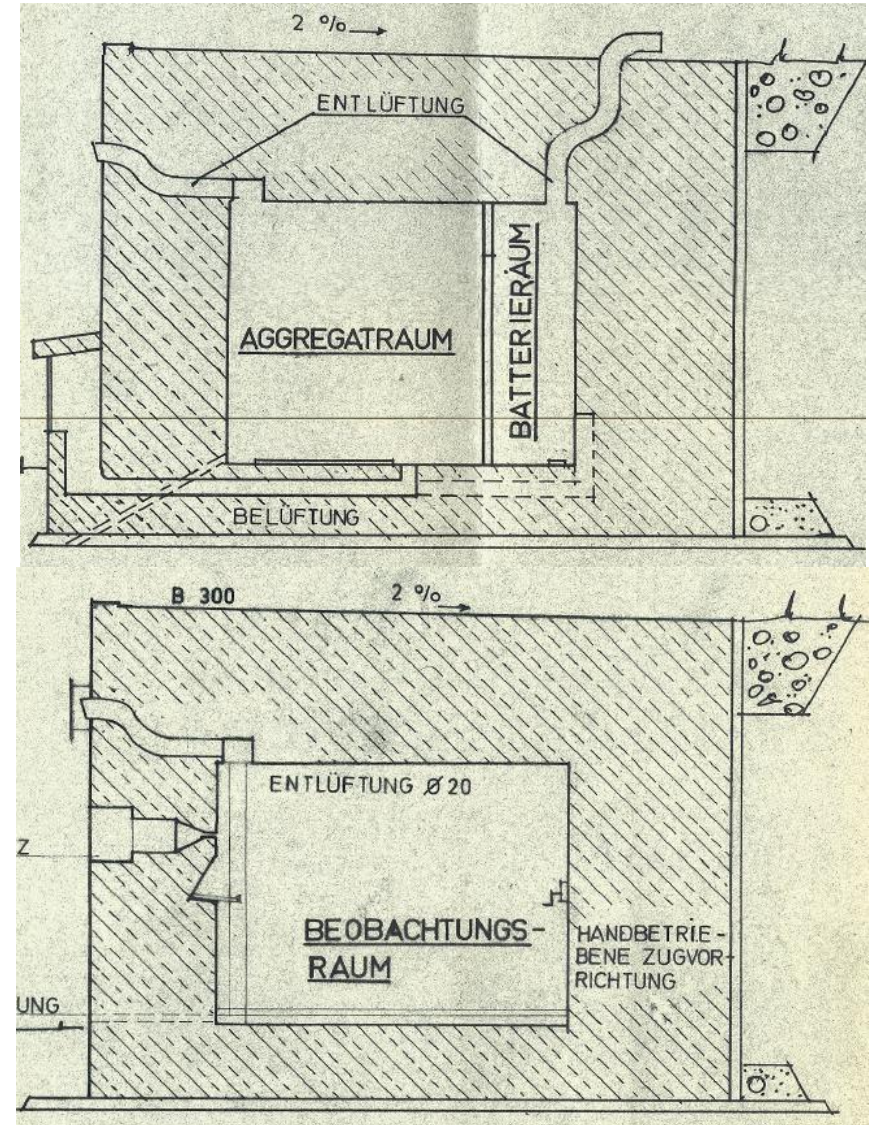 2 %
ENTLÜFTUNG
AGGREGATRAUM
BATTERIERAUM
BELÜFTUNG
B 300
2 %
ENTLÜFTUNG Ø 20
Z
BEOBACHTUNGS-
RAUM
HANDBETRIE-
BENE ZUGVOR-
RICHTUNG
UNG